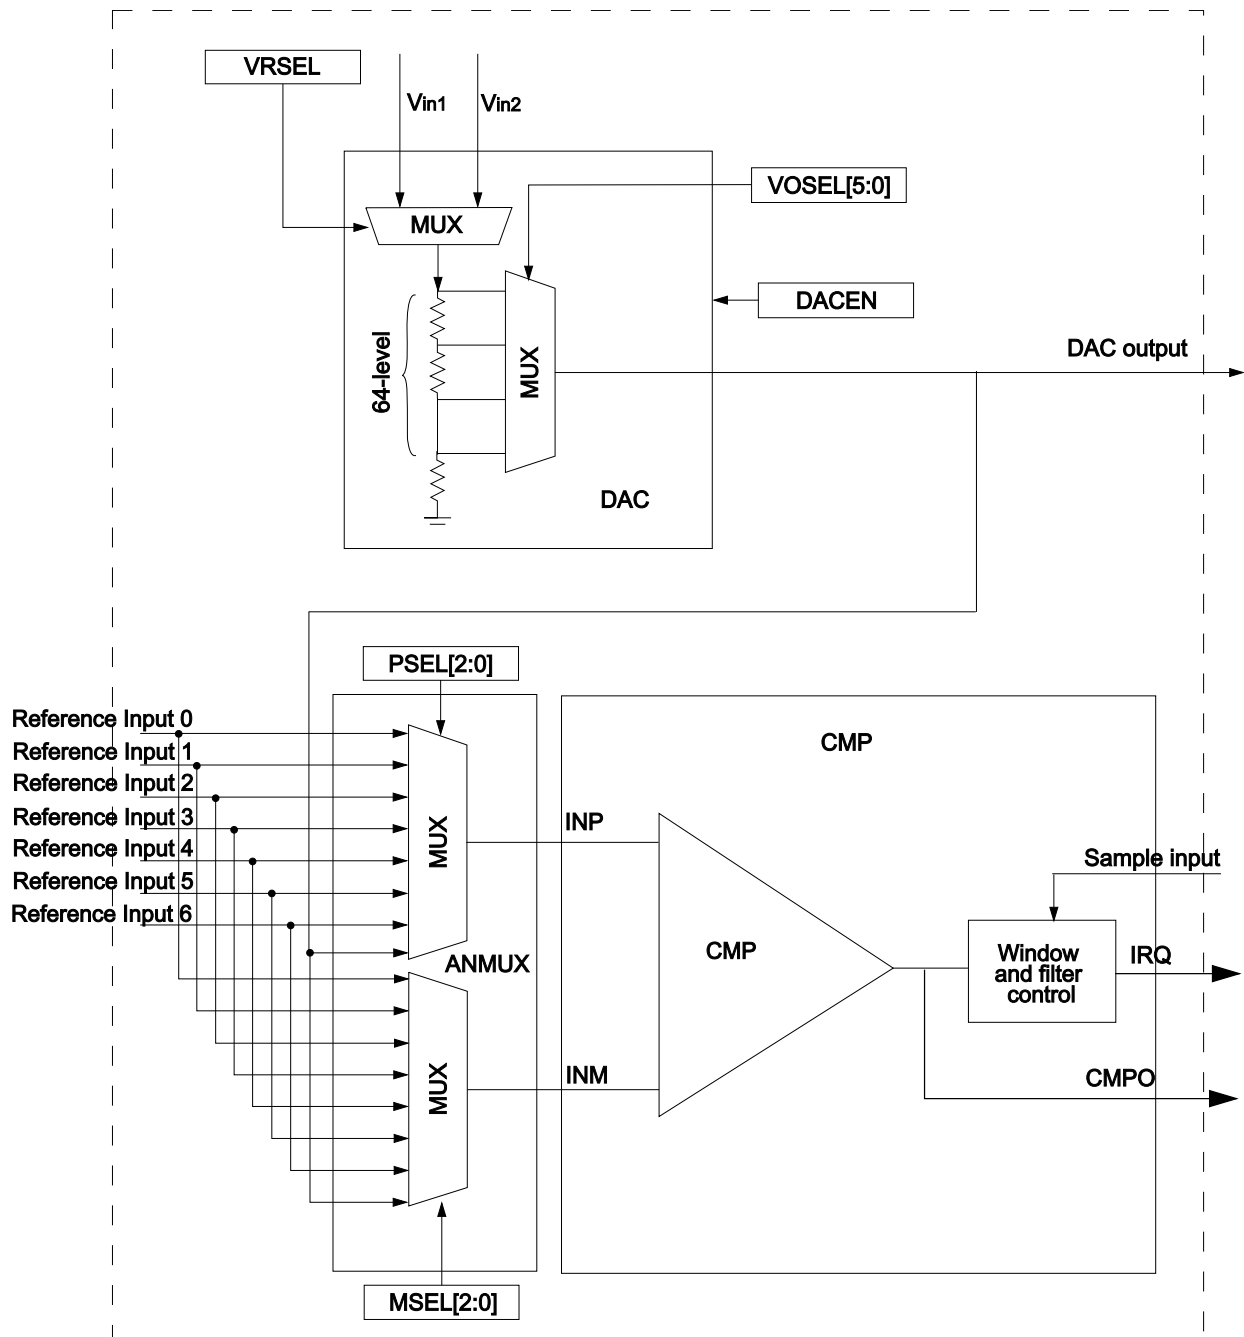 VRSEL
Vin1
Vin2
VOSEL[5:0]
MUX
DACEN
64-level
MUX
DAC output
DAC
PSEL[2:0]
Reference Input 0
Reference Input 1
Reference Input 2
Reference Input 3
Reference Input 4
Reference Input 5
Reference Input 6
MUX
ANMUX
MUX
MSEL[2:0]
CMP
INP
INM
CMP
Sample input
Window
and filter
control
IRQ
CMPO